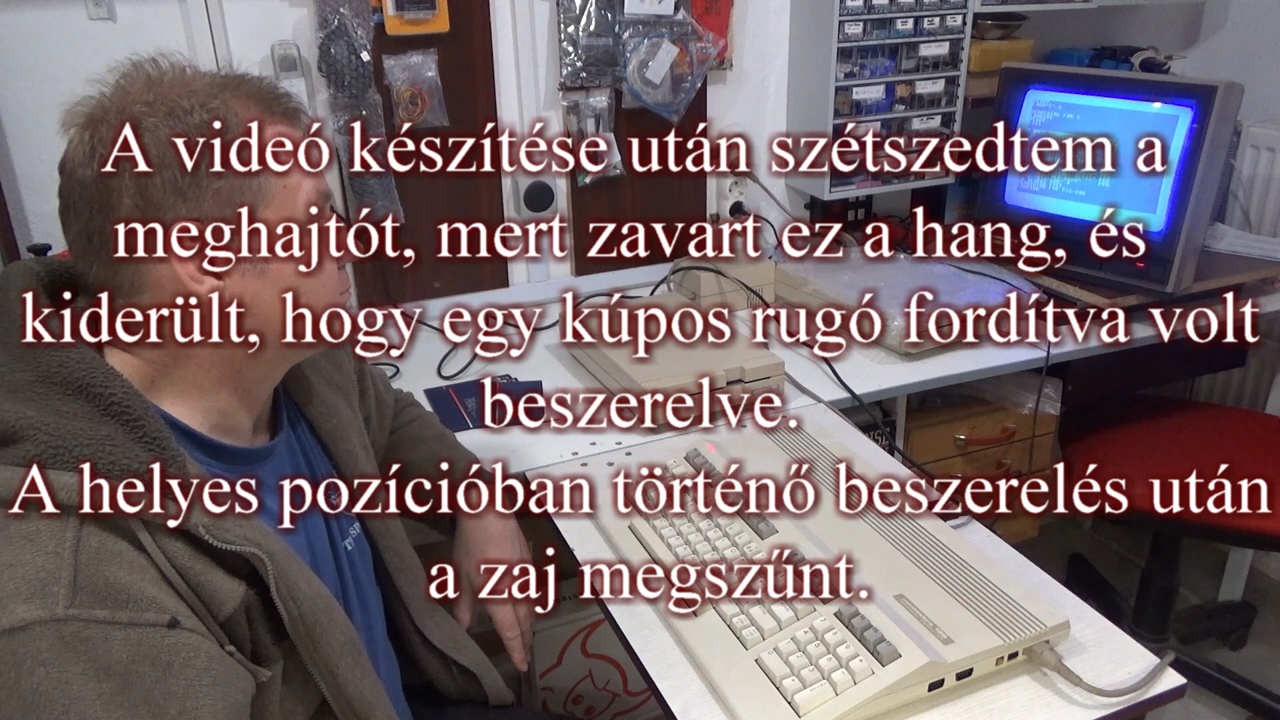 A videó készítése után szétszedtem a
meghajtót, mert zavart ez a hang, és
kiderült, hogy egy kúpos rugó fordítva volt
beszerelve.
A helyes pozícióban történő beszerelés után
a zaj megszűnt.